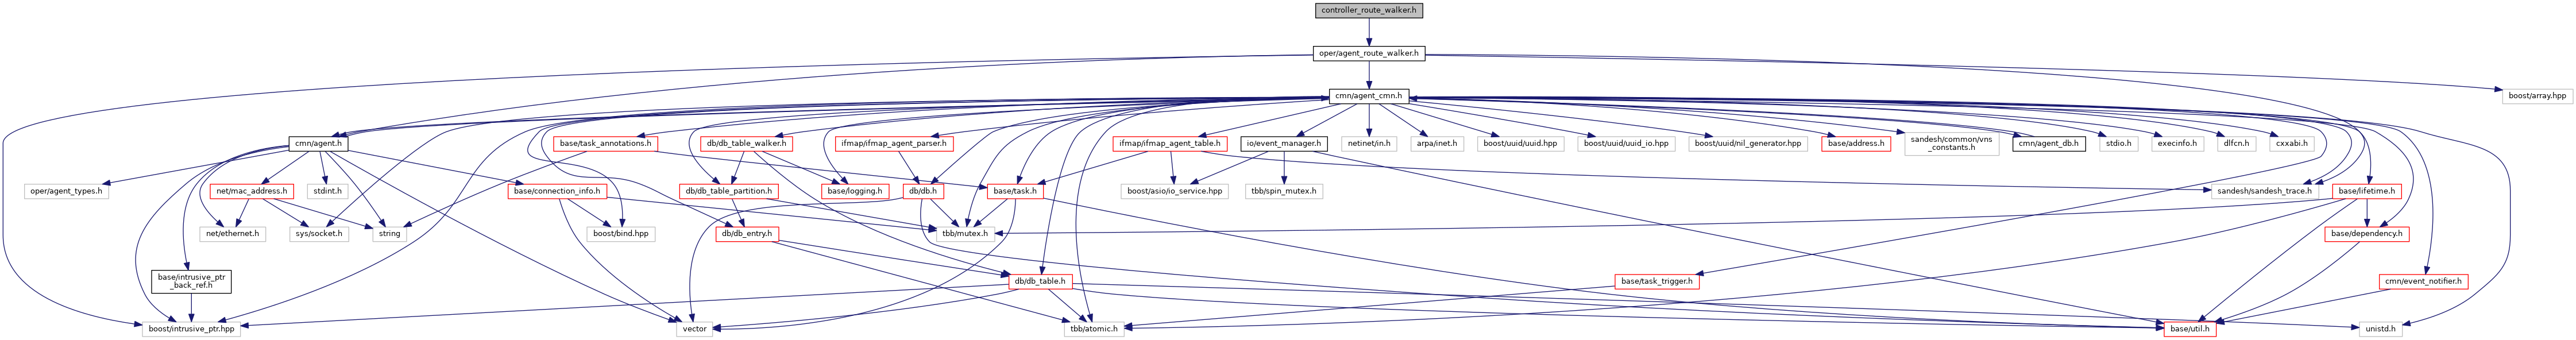 controller_route_walker.h
oper/agent_route_walker.h
cmn/agent_cmn.h
boost/array.hpp
cmn/agent.h
base/task_annotations.h
db/db_table_walker.h
ifmap/ifmap_agent_parser.h
ifmap/ifmap_agent_table.h
io/event_manager.h
netinet/in.h
arpa/inet.h
boost/uuid/uuid.hpp
boost/uuid/uuid_io.hpp
boost/uuid/nil_generator.hpp
base/address.h
sandesh/common/vns
_constants.h
cmn/agent_db.h
stdio.h
execinfo.h
dlfcn.h
cxxabi.h
oper/agent_types.h
net/mac_address.h
stdint.h
base/connection_info.h
db/db_table_partition.h
base/logging.h
db/db.h
base/task.h
boost/asio/io_service.hpp
tbb/spin_mutex.h
sandesh/sandesh_trace.h
base/lifetime.h
net/ethernet.h
sys/socket.h
string
boost/bind.hpp
db/db_entry.h
tbb/mutex.h
base/dependency.h
base/intrusive_ptr
_back_ref.h
db/db_table.h
base/task_trigger.h
cmn/event_notifier.h
boost/intrusive_ptr.hpp
vector
tbb/atomic.h
base/util.h
unistd.h